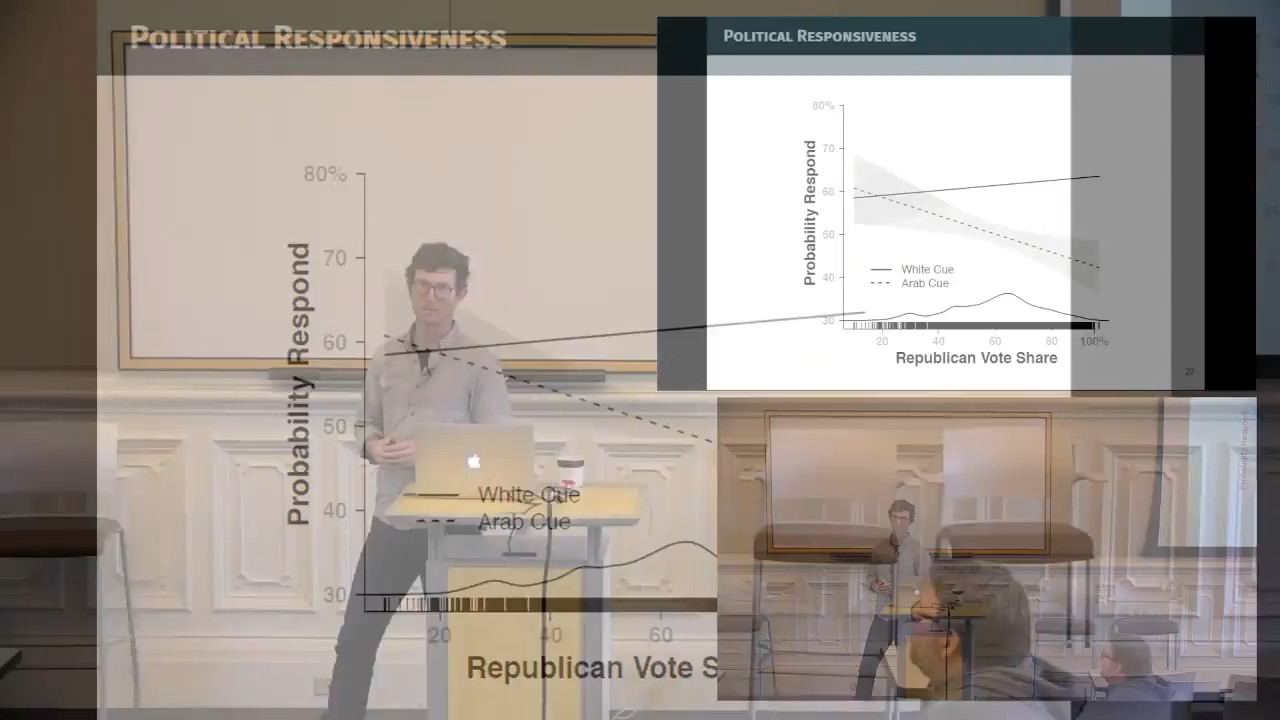 Political Responsiveness
80%
70
60
50
40
30
Probability Respond
White Cue
Arab Cue
20
40
60
Republican Vote S
Political Responsiveness
80%
70
60
50
40
30
Probability Respond
White Cue
Arab Cue
20
40
60
80
100%
Republican Vote Share
27